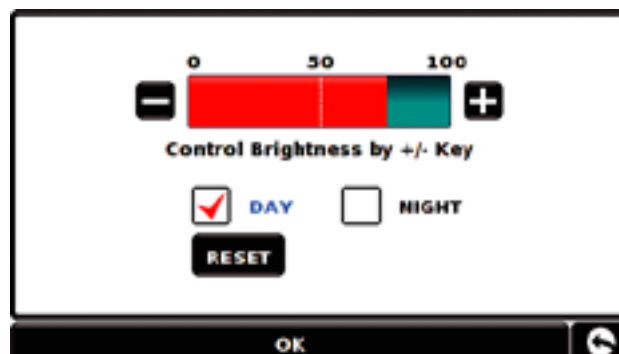 0 50 100
Control Brightness by +/- Key
DAY NIGHT
RESET
OK